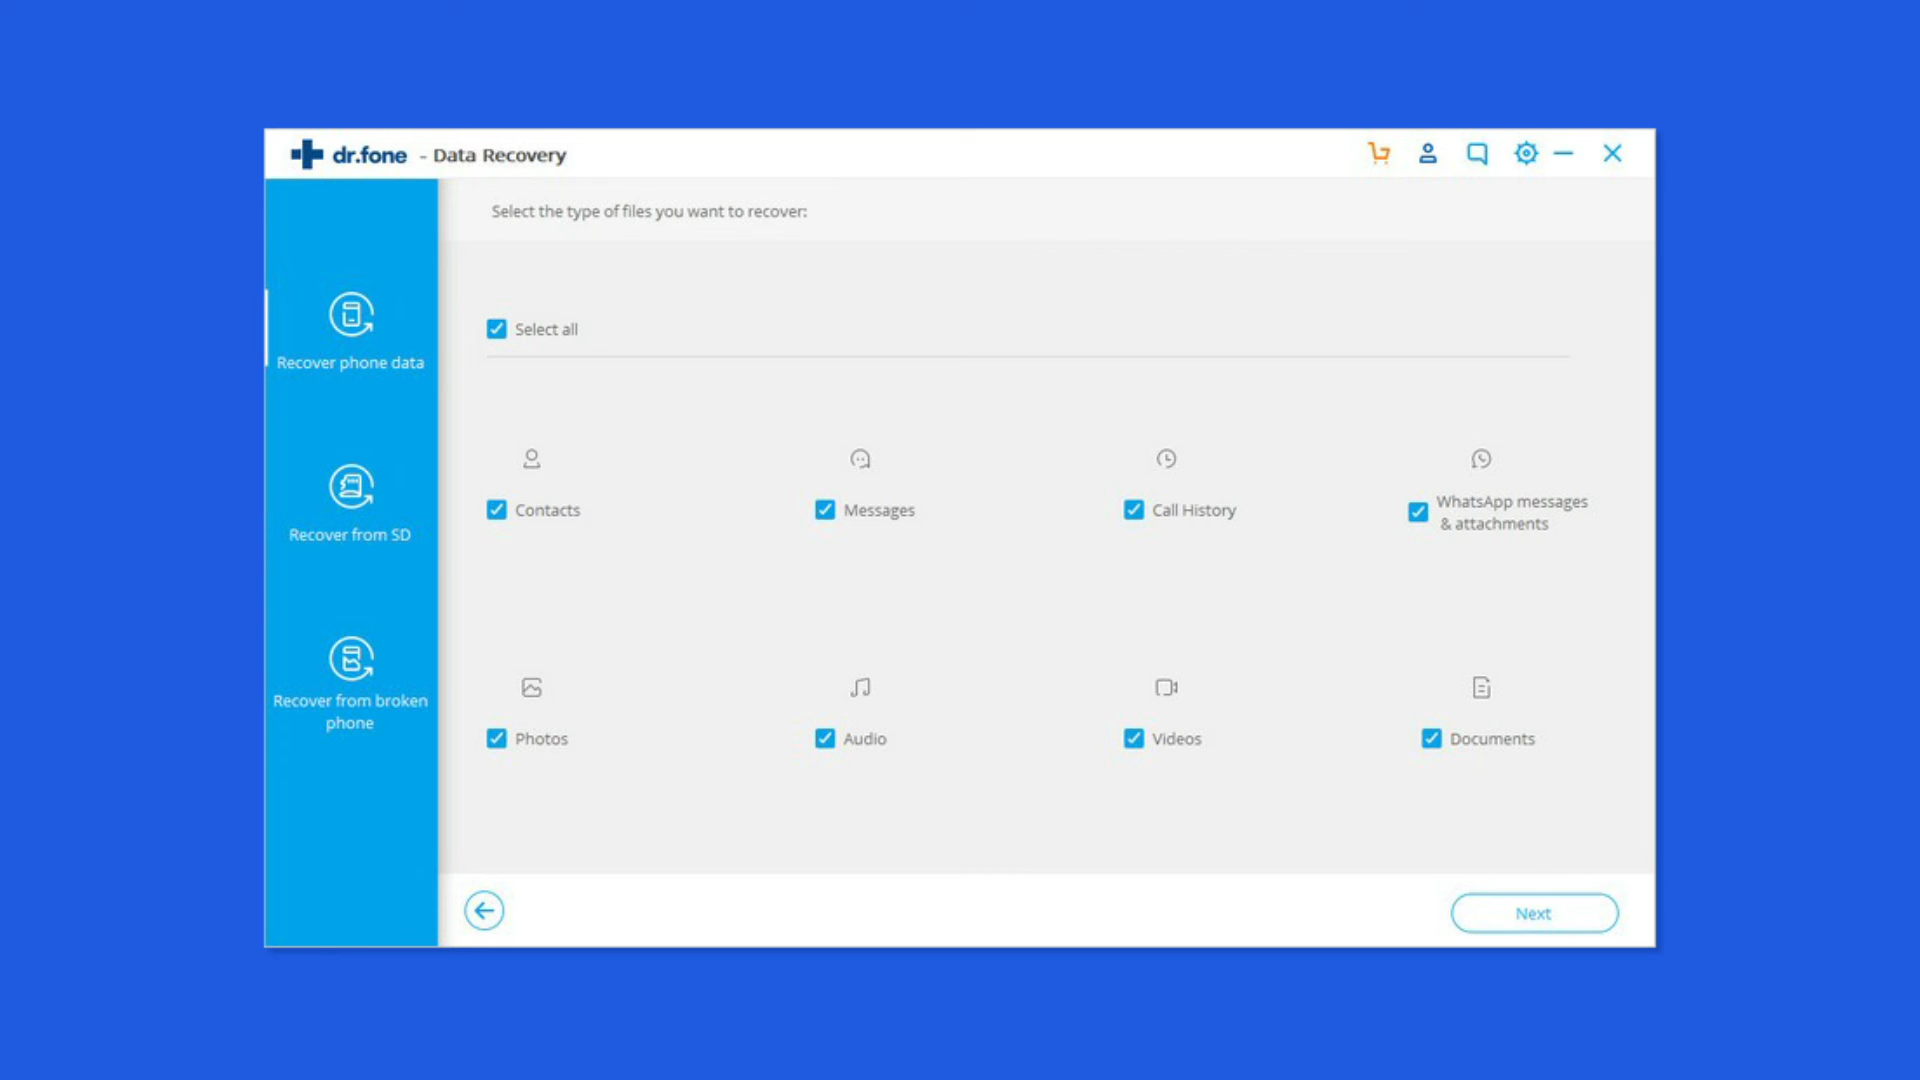 dr.fone - Data Recovery
Select the type of files you want to recover:
Select all
Recover phone data
Recover from SD
Recover from broken
phone
Contacts
Messages
Call History
WhatsApp messages
& attachments
Photos
Audio
Videos
Documents
Next